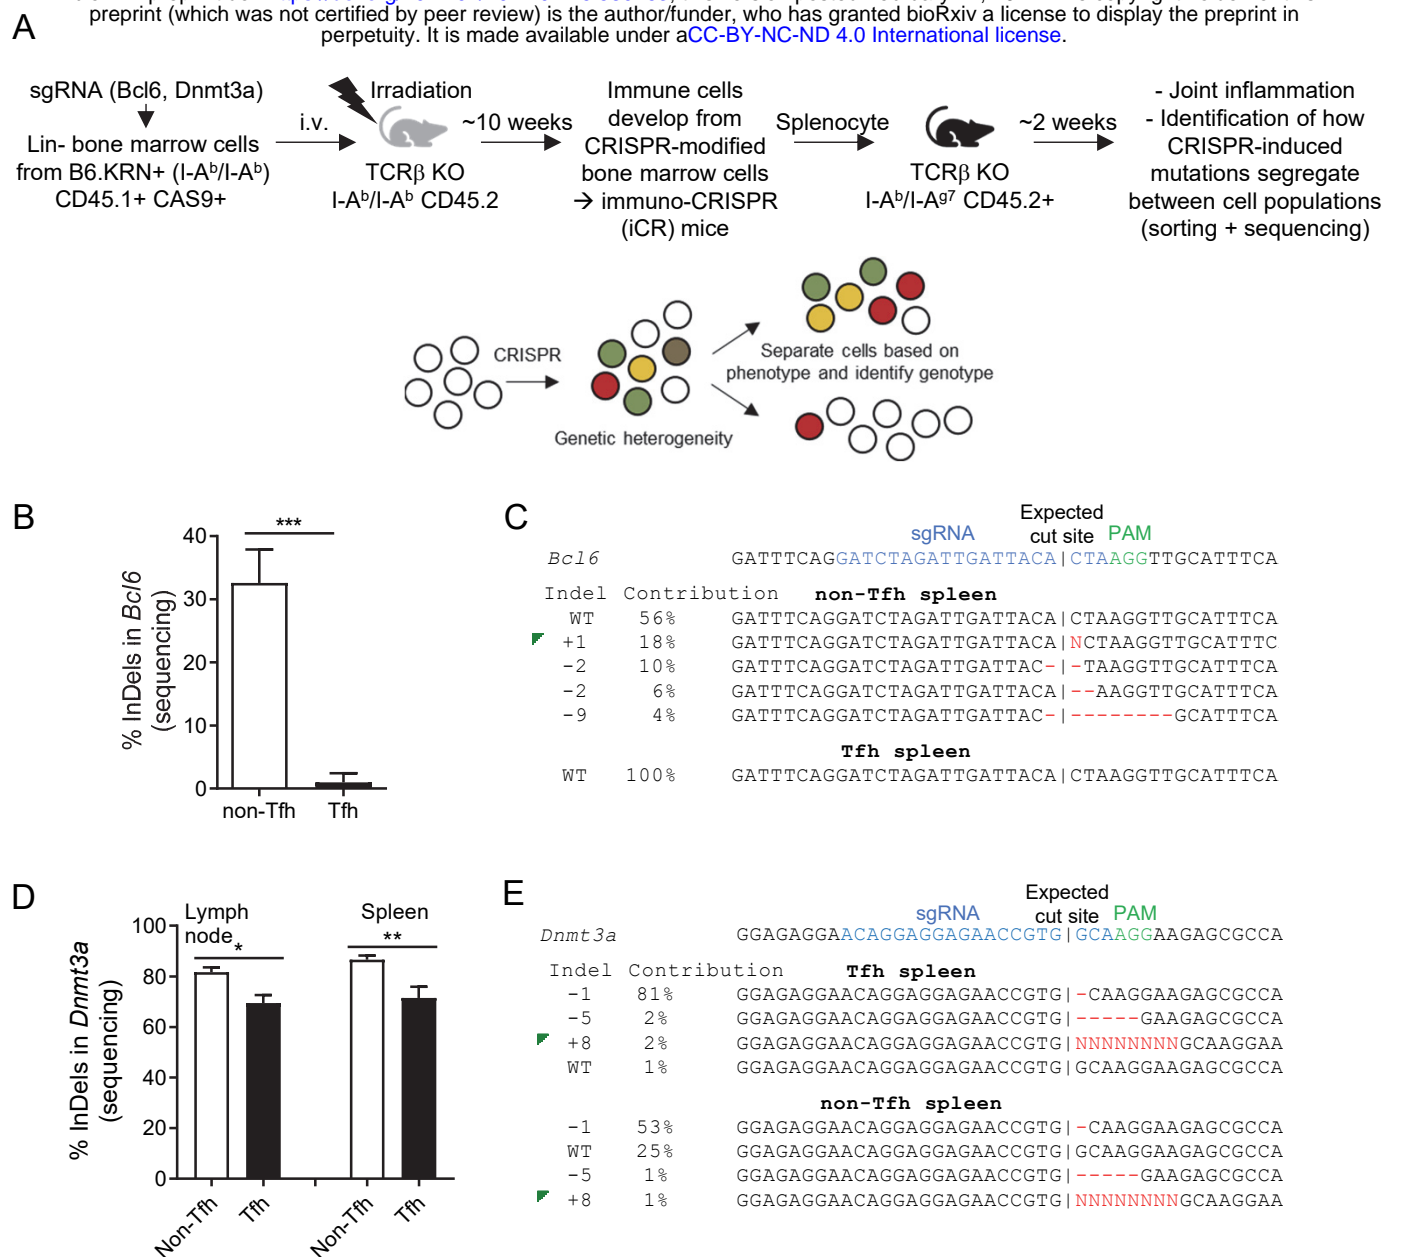 preprint (which was not certified by peer review) is the author/funder, who has granted bioRxiv a license to display the preprint in
perpetuity. It is made available under aCC-BY-NC-ND 4.0 International license.
A
sgRNA (Bcl6, Dnmt3a)
Lin- bone marrow cells
from B6.KRN+ (I-Aᵇ/I-Aᵇ)
CD45.1+ CAS9+
i.v.
Irradiation
TCRβ KO
I-Aᵇ/I-Aᵇ CD45.2
~10 weeks
Immune cells
develop from
CRISPR-modified
bone marrow cells
→ immuno-CRISPR
(iCR) mice
Splenocyte
TCRβ KO
I-Aᵇ/I-Aᵍ⁷ CD45.2+
~2 weeks
- Joint inflammation
- Identification of how
CRISPR-induced
mutations segregate
between cell populations
(sorting + sequencing)
CRISPR
Genetic heterogeneity
Separate cells based on
phenotype and identify genotype
B
% InDels in Bcl6
(sequencing)
40
30
20
10
0
***
non-Tfh Tfh
C
Expected
cut site
sgRNA PAM
Bcl6 GATTTCAGGATCTAGATTGATTACA|CTAAGGTTGCATTTCA
Indel Contribution non-Tfh spleen
WT 56% GATTTCAGGATCTAGATTGATTACA|CTAAGGTTGCATTTCA
+1 18% GATTTCAGGATCTAGATTGATTACA|NCTAAGGTTGCATTTC
-2 10% GATTTCAGGATCTAGATTGATTAC-|-TAAGGTTGCATTTCA
-2 6% GATTTCAGGATCTAGATTGATTACA|--AAGGTTGCATTTCA
-9 4% GATTTCAGGATCTAGATTGATTAC-|--------GCATTTCA
Tfh spleen
WT 100% GATTTCAGGATCTAGATTGATTACA|CTAAGGTTGCATTTCA
D
% InDels in Dnmt3a
(sequencing)
100
80
60
40
20
0
Lymph
node
*
Spleen
**
Non-Tfh Tfh Non-Tfh Tfh
E
Expected
cut site
sgRNA PAM
Dnmt3a GGAGAGGAACAGGAGGAGAACCGTG|GCAAGGAAGAGCGCCA
Indel Contribution Tfh spleen
-1 81% GGAGAGGAACAGGAGGAGAACCGTG|-CAAGGAAGAGCGCCA
-5 2% GGAGAGGAACAGGAGGAGAACCGTG|-----GAAGAGCGCCA
+8 2% GGAGAGGAACAGGAGGAGAACCGTG|NNNNNNNNGCAAGGAA
WT 1% GGAGAGGAACAGGAGGAGAACCGTG|GCAAGGAAGAGCGCCA
non-Tfh spleen
-1 53% GGAGAGGAACAGGAGGAGAACCGTG|-CAAGGAAGAGCGCCA
WT 25% GGAGAGGAACAGGAGGAGAACCGTG|GCAAGGAAGAGCGCCA
-5 1% GGAGAGGAACAGGAGGAGAACCGTG|-----GAAGAGCGCCA
+8 1% GGAGAGGAACAGGAGGAGAACCGTG|NNNNNNNNGCAAGGAA